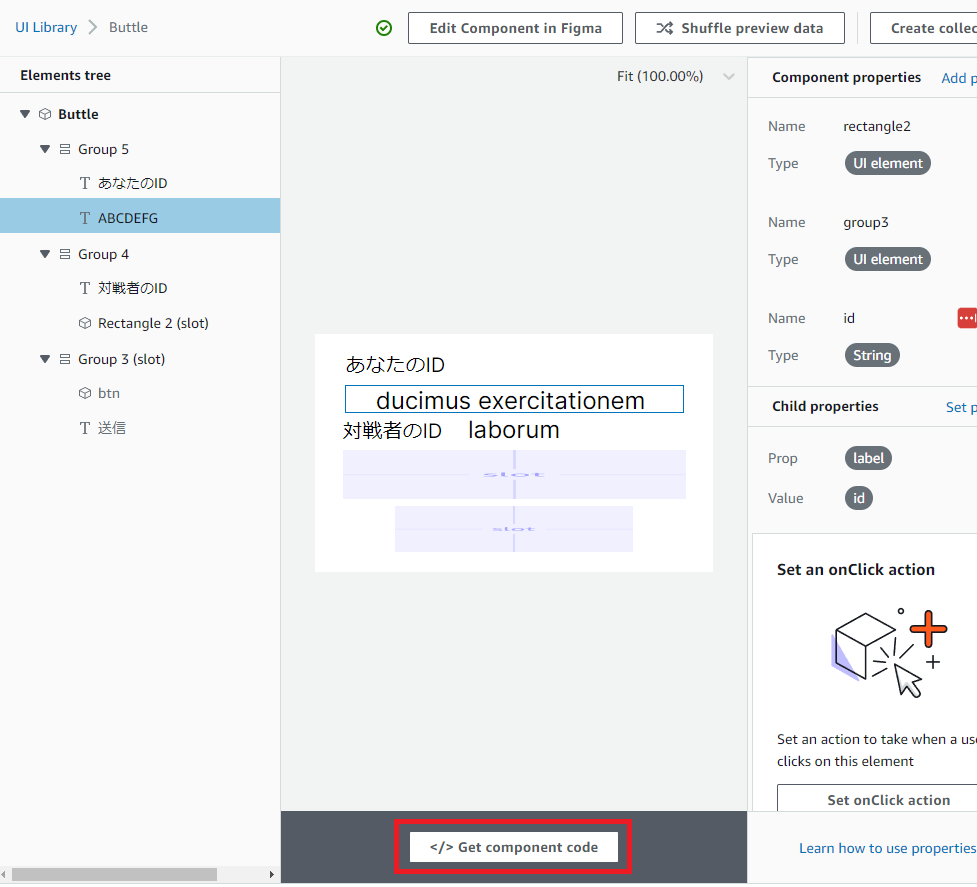 UI Library > Buttle
Edit Component in Figma
Shuffle preview data
Create collec
Elements tree
Buttle
Group 5
あなたのID
ABCDEFG
Group 4
対戦者のID
Rectangle 2 (slot)
Group 3 (slot)
btn
送信
Fit (100.00%)
あなたのID
ducimus exercitationem
対戦者のID laborum
slot
slot
</> Get component code
Component properties Add p
Name rectangle2
Type UI element
Name group3
Type UI element
Name id
Type String
Child properties Set p
Prop label
Value id
Set an onClick action
Set an action to take when a use
clicks on this element
Set onClick action
Learn how to use properties